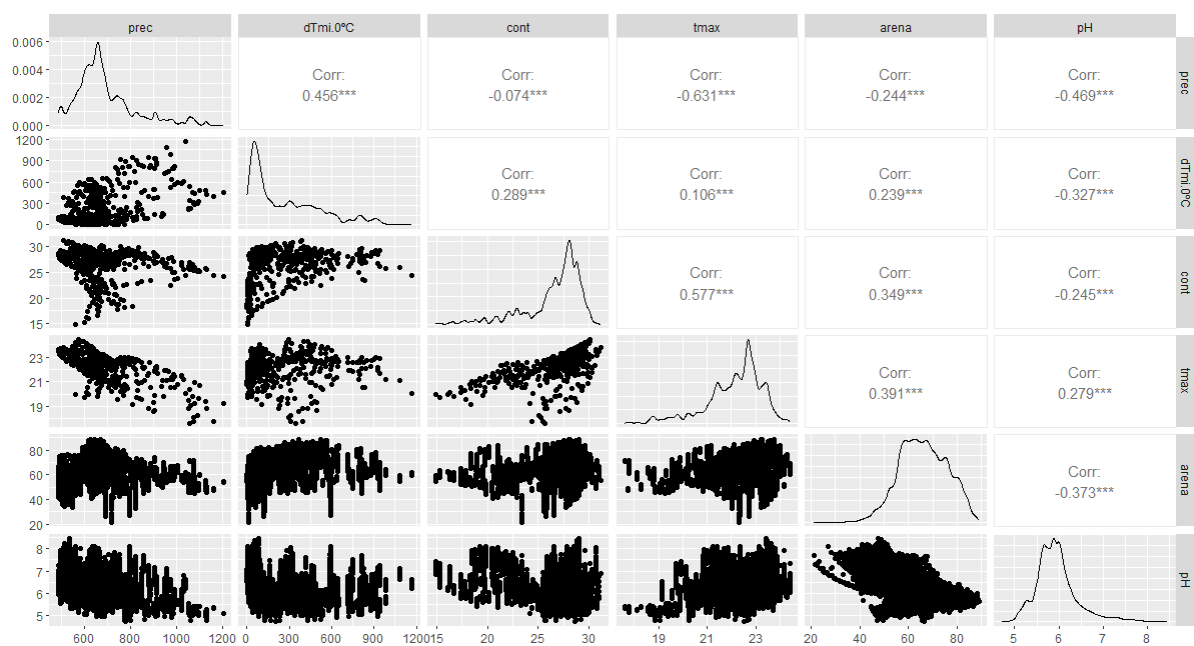 prec dTmi.0ºC cont tmax arena pH
0.006
0.004
0.002
0.000
Corr:
0.456***
Corr:
-0.074***
Corr:
-0.631***
Corr:
-0.244***
Corr:
-0.469***
prec
1200
900
600
300
0
Corr:
0.289***
Corr:
0.106***
Corr:
0.239***
Corr:
-0.327***
dTmi.0ºC
30
25
20
15
Corr:
0.577***
Corr:
0.349***
Corr:
-0.245***
cont
23
21
19
Corr:
0.391***
Corr:
0.279***
tmax
80
60
40
20
Corr:
-0.373***
arena
8
7
6
5
pH
600 800 1000 1200 0 300 600 900 1200 15 20 25 30 19 21 23 20 40 60 80 5 6 7 8